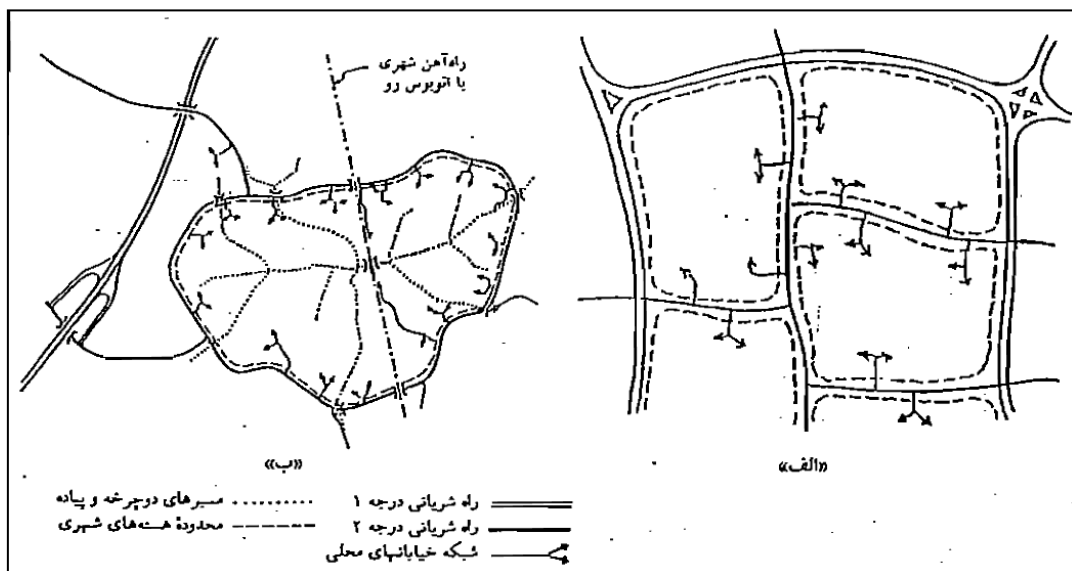 راه‌آهن شهری
یا اتوبوس رو
«الف»
«ب»
راه شریانی درجه ۱
راه شریانی درجه ۲
شبکه خیابانهای محلی
مسیرهای دوچرخه و پیاده
محدودهٔ هسته‌های شهری